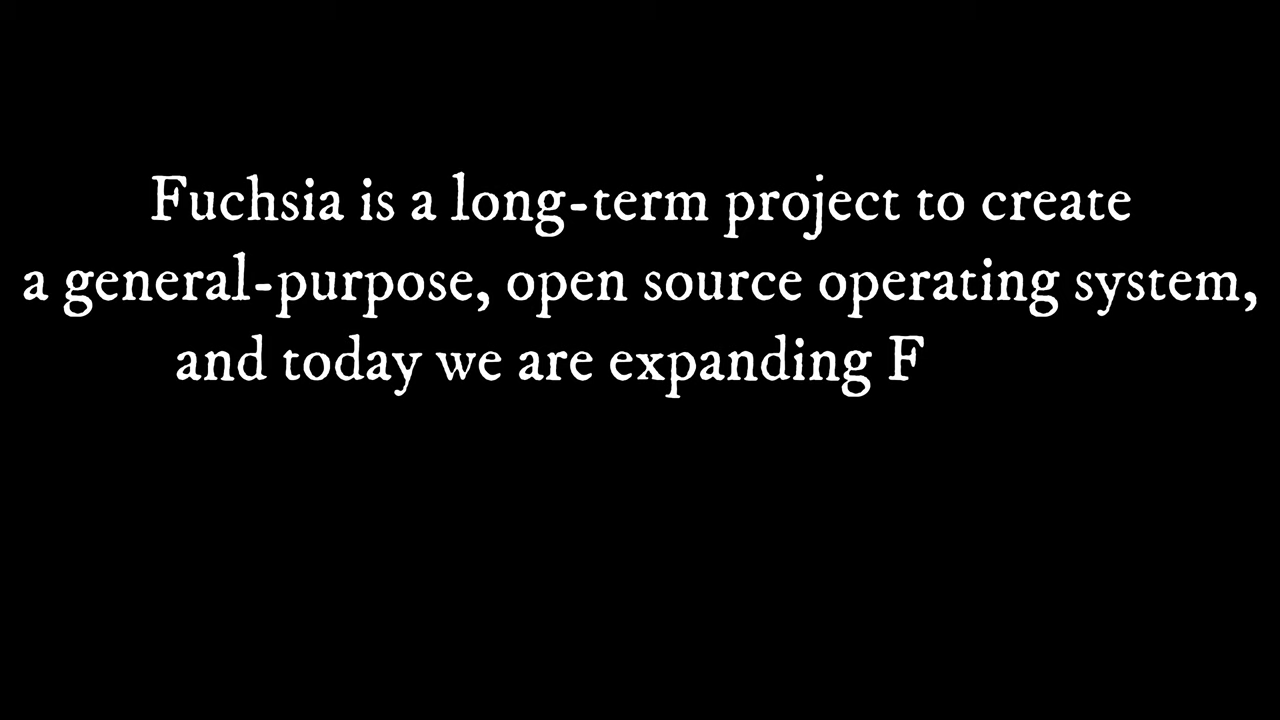 Fuchsia is a long-term project to create
a general-purpose, open source operating system,
and today we are expanding F